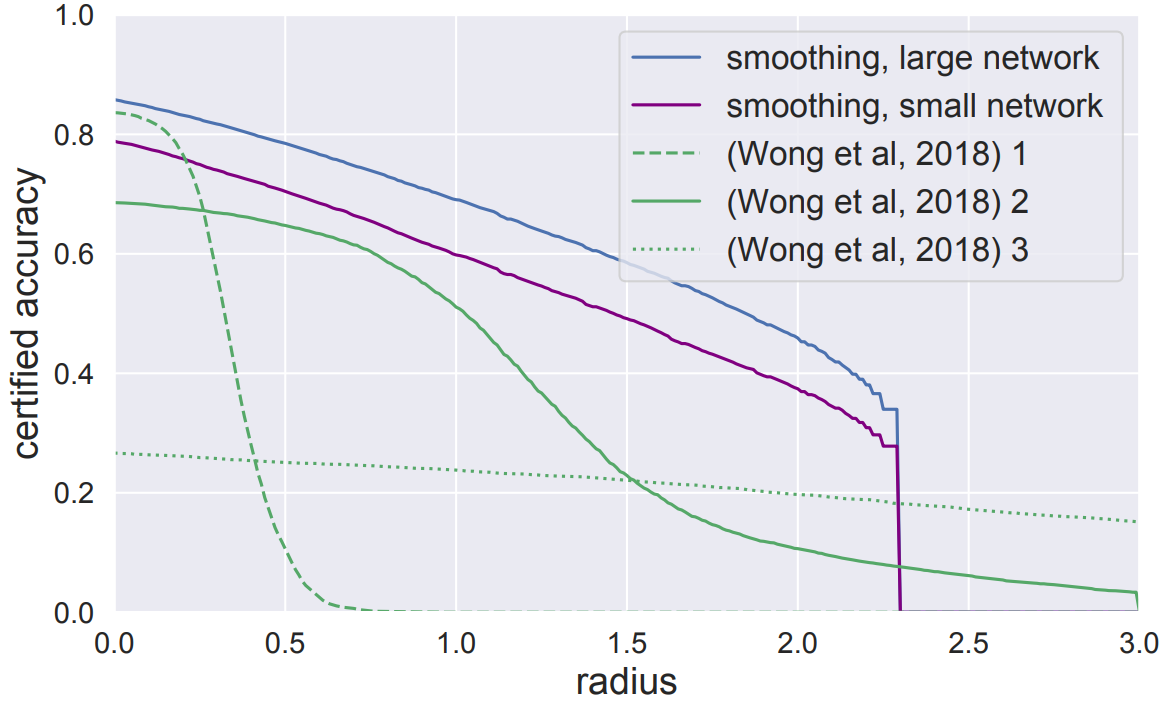 1.0
0.8
0.6
0.4
0.2
0.0
certified accuracy
smoothing, large network
smoothing, small network
(Wong et al, 2018) 1
(Wong et al, 2018) 2
(Wong et al, 2018) 3
0.0 0.5 1.0 1.5 2.0 2.5 3.0
radius